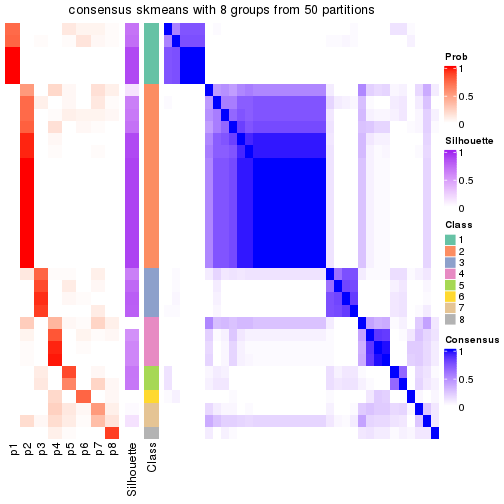 consensus skmeans with 8 groups from 50 partitions
Prob
1
0.5
0
Silhouette
1
0.5
0
Class
1
2
3
4
5
6
7
8
Consensus
1
0.5
0
p1
p2
p3
p4
p5
p6
p7
p8
Silhouette
Class